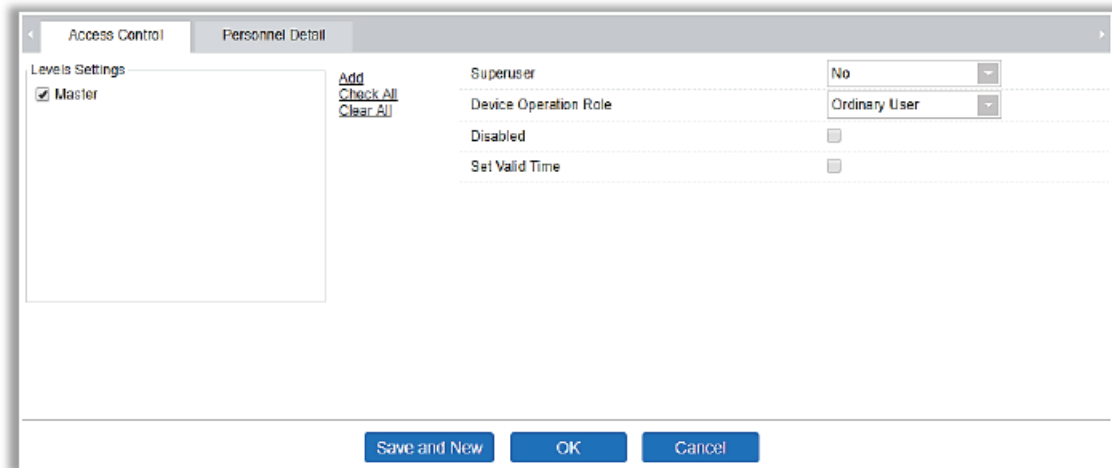 Access Control
Personnel Detail
Levels Settings
Master
Add
Check All
Clear All
Superuser
No
Device Operation Role
Ordinary User
Disabled
Set Valid Time
Save and New
OK
Cancel